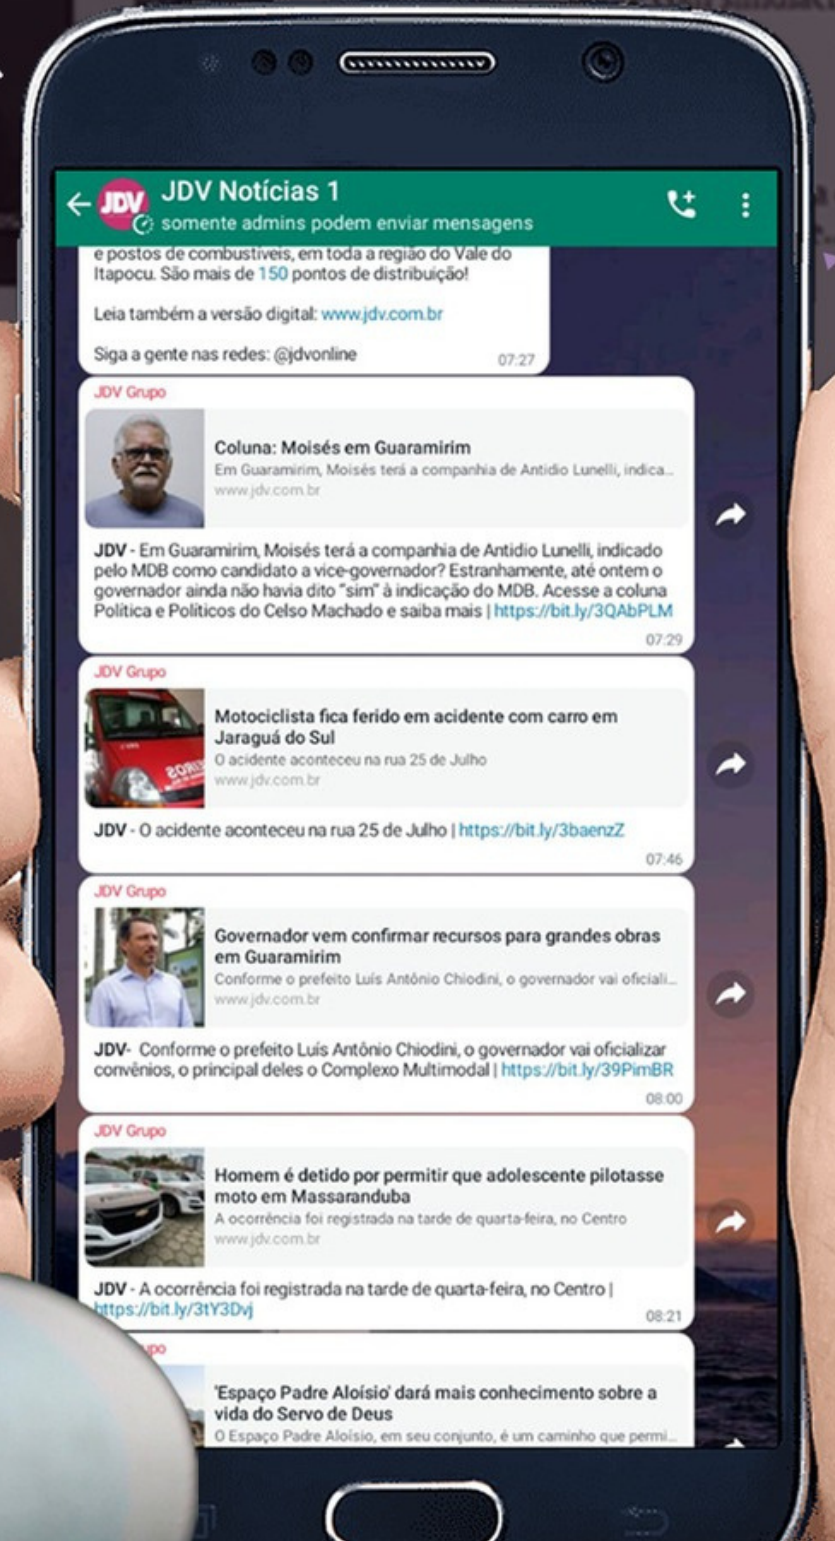 JDV
JDV Notícias 1
somente admins podem enviar mensagens
e postos de combustíveis, em toda a região do Vale do
Itapocu. São mais de 150 pontos de distribuição!
Leia também a versão digital: www.jdv.com.br
Siga a gente nas redes: @jdvonline
07:27
JDV Grupo
Coluna: Moisés em Guaramirim
Em Guaramirim, Moisés terá a companhia de Antidio Lunelli, indica...
www.jdv.com.br
JDV - Em Guaramirim, Moisés terá a companhia de Antidio Lunelli, indicado
pelo MDB como candidato a vice-governador? Estranhamente, até ontem o
governador ainda não havia dito "sim" à indicação do MDB. Acesse a coluna
Política e Políticos do Celso Machado e saiba mais | https://bit.ly/3QAbPLM
07:29
JDV Grupo
Motociclista fica ferido em acidente com carro em
Jaraguá do Sul
O acidente aconteceu na rua 25 de Julho
www.jdv.com.br
JDV - O acidente aconteceu na rua 25 de Julho | https://bit.ly/3baenzZ
07:46
JDV Grupo
Governador vem confirmar recursos para grandes obras
em Guaramirim
Conforme o prefeito Luís Antônio Chiodini, o governador vai oficiali...
www.jdv.com.br
JDV- Conforme o prefeito Luís Antônio Chiodini, o governador vai oficializar
convênios, o principal deles o Complexo Multimodal | https://bit.ly/39PimBR
08:00
JDV Grupo
Homem é detido por permitir que adolescente pilotasse
moto em Massaranduba
A ocorrência foi registrada na tarde de quarta-feira, no Centro
www.jdv.com.br
JDV - A ocorrência foi registrada na tarde de quarta-feira, no Centro |
https://bit.ly/3tY3Dvj
08:21
upo
'Espaço Padre Aloísio' dará mais conhecimento sobre a
vida do Servo de Deus
O Espaço Padre Aloísio, em seu conjunto, é um caminho que permi...